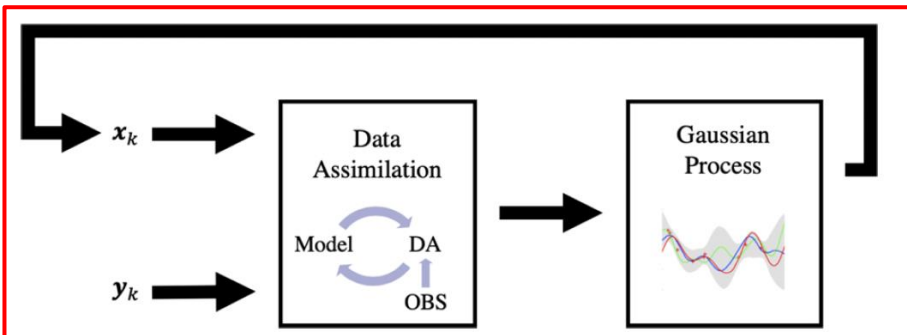 x_k
y_k
Data
Assimilation
Model
DA
OBS
Gaussian
Process